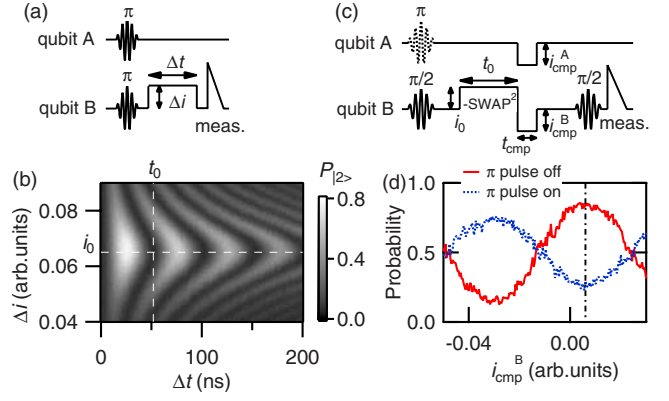 (a)
π
qubit A
π
Δt
qubit B
Δi
meas.
(b)
t₀
P|2>
0.08
i₀
0.06
0.04
Δi (arb.units)
0
100
200
Δt (ns)
0.8
0.4
0.0
(c)
π
qubit A
i_cmp^A
π/2
t₀
π/2
qubit B
-SWAP²
i₀
i_cmp^B
t_cmp
meas.
(d)
π pulse off
π pulse on
1.0
0.5
0.0
Probability
-0.04
0.00
i_cmp^B (arb.units)